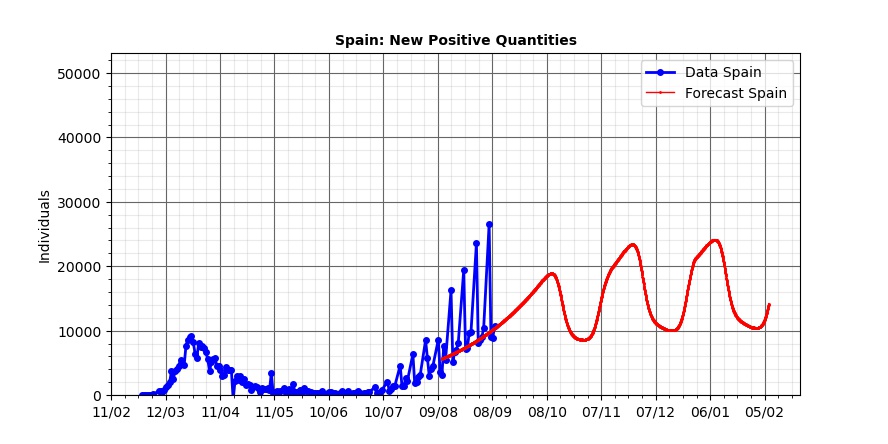 Spain: New Positive Quantities
Data Spain
Forecast Spain
Individuals
50000
40000
30000
20000
10000
0
11/02 12/03 11/04 11/05 10/06 10/07 09/08 08/09 08/10 07/11 07/12 06/01 05/02